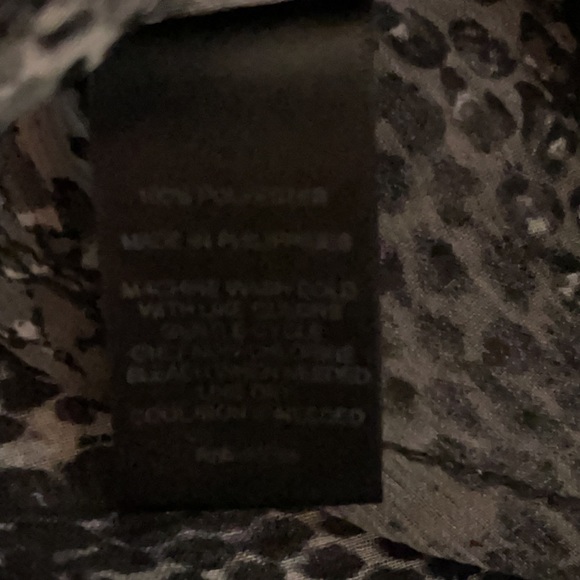 100% POLYESTER
MADE IN PHILIPPINES
MACHINE WASH COLD
WITH LIKE COLORS
GENTLE CYCLE
ONLY NON-CHLORINE
BLEACH WHEN NEEDED
LINE DRY
COOL IRON IF NEEDED